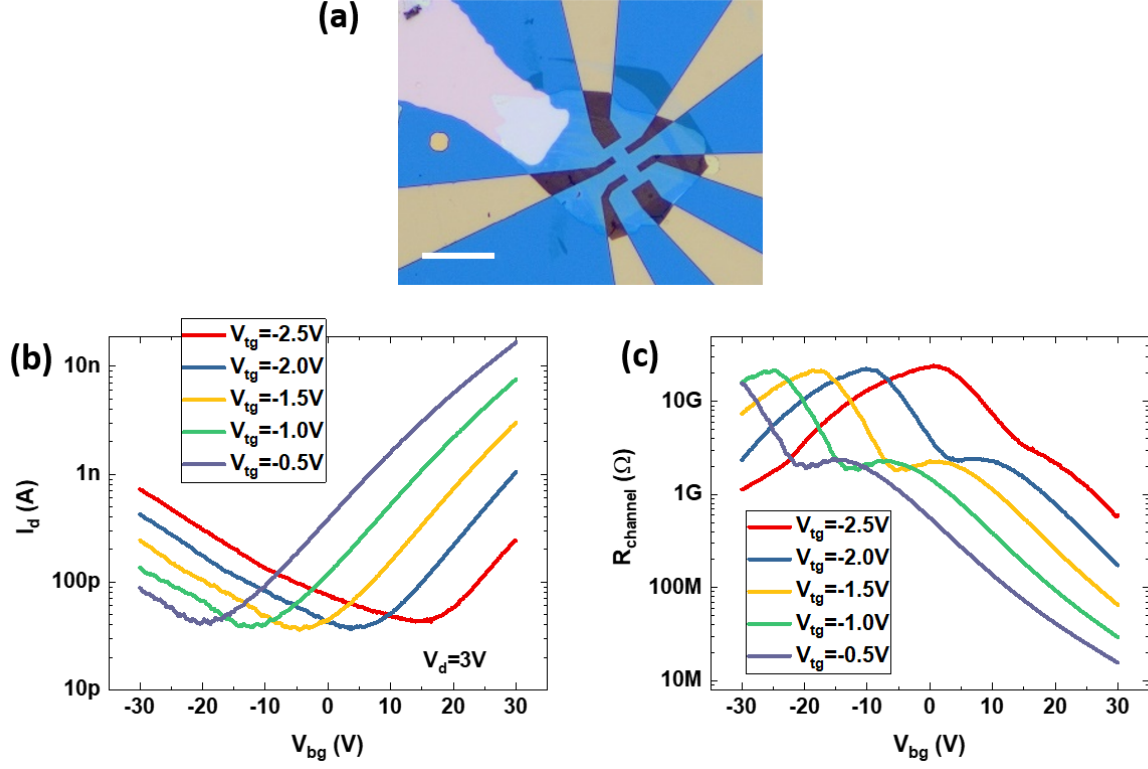 (a)
(b)
I_d (A)
10n
1n
100p
10p
V_tg=-2.5V
V_tg=-2.0V
V_tg=-1.5V
V_tg=-1.0V
V_tg=-0.5V
V_d=3V
-30 -20 -10 0 10 20 30
V_bg (V)
(c)
R_channel (Ω)
10G
1G
100M
10M
V_tg=-2.5V
V_tg=-2.0V
V_tg=-1.5V
V_tg=-1.0V
V_tg=-0.5V
-30 -20 -10 0 10 20 30
V_bg (V)